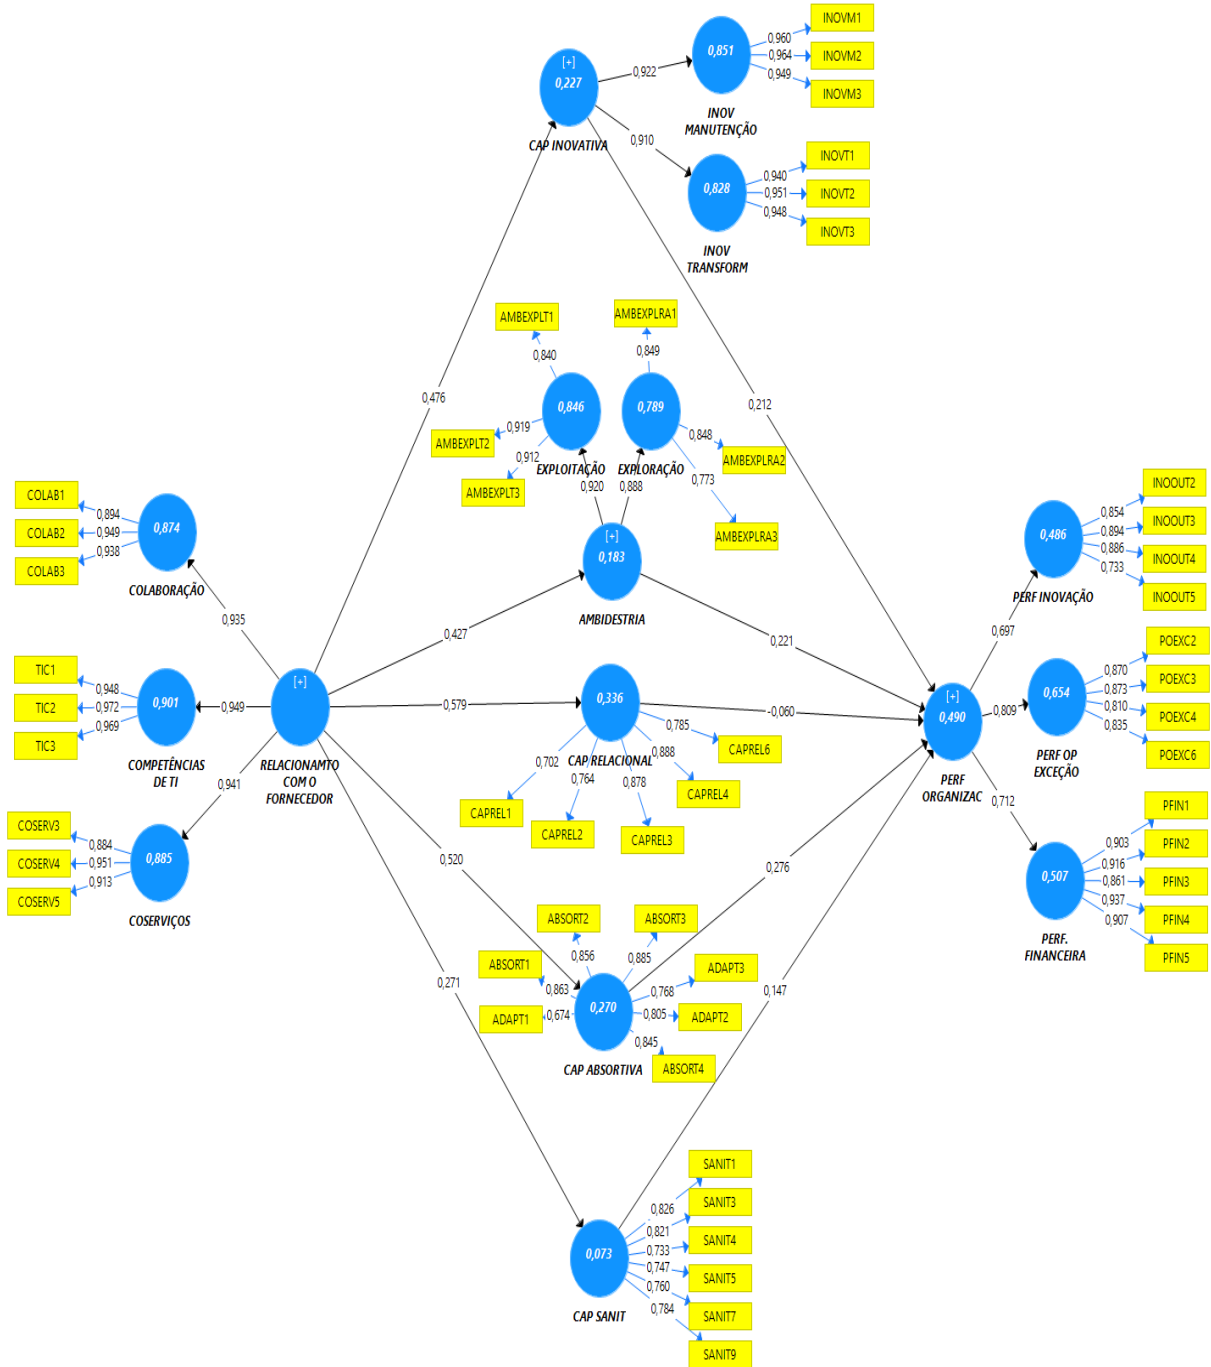 INOVM1
0,960
[+]
0,851
0,964
INOVM2
0,227
0,922
0,949
INOVM3
INOV
MANUTENÇÃO
CAP INOVATIVA
0,910
INOVT1
0,940
0,828
0,951
INOVT2
0,948
INOVT3
INOV
TRANSFORM
AMBEXPLT1
AMBEXPLRA1
0,840
0,849
0,476
0,846
0,789
0,212
0,919
0,848
AMBEXPLT2
0,912
AMBEXPLRA2
EXPLOITAÇÃO
EXPLORAÇÃO
0,773
AMBEXPLT3
0,920
0,888
AMBEXPLRA3
COLAB1
0,894
0,874
COLAB2
0,949
0,938
COLAB3
COLABORAÇÃO
[+]
0,183
AMBIDESTRIA
INOOUT2
0,854
0,486
0,894
INOOUT3
0,886
INOOUT4
0,733
INOOUT5
PERF INOVAÇÃO
0,935
0,427
0,221
0,697
TIC1
0,948
0,901
TIC2
0,972
0,969
TIC3
COMPETÊNCIAS
DE TI
0,949
[+]
RELACIONAMTO
COM O
FORNECEDOR
0,579
0,336
-0,060
CAP RELACIONAL
0,785
CAPREL6
0,702
0,764
0,878
0,888
CAPREL4
CAPREL1
CAPREL2
CAPREL3
[+]
0,490
PERF
ORGANIZAC
0,809
POEXC2
0,870
0,654
0,873
POEXC3
0,810
POEXC4
0,835
POEXC6
PERF OP
EXCEÇÃO
0,941
0,712
COSERV3
0,884
0,885
COSERV4
0,951
0,913
COSERV5
COSERVIÇOS
0,520
0,276
PFIN1
0,903
PFIN2
0,916
0,507
0,861
PFIN3
0,937
PFIN4
0,907
PFIN5
PERF.
FINANCEIRA
ABSORT2
ABSORT3
0,856
0,885
ABSORT1
ADAPT3
0,863
0,768
0,271
0,147
ADAPT1
0,674
0,270
0,805
ADAPT2
0,845
ABSORT4
CAP ABSORTIVA
SANIT1
0,826
SANIT3
0,821
0,073
0,733
SANIT4
0,747
SANIT5
0,760
SANIT7
0,784
SANIT9
CAP SANIT